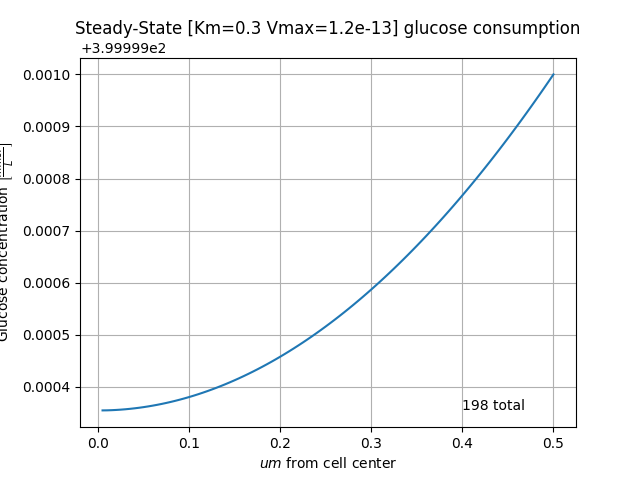 Steady-State [Km=0.3 Vmax=1.2e-13] glucose consumption
+3.99999e2
0.0010
0.0009
0.0008
0.0007
0.0006
0.0005
0.0004
Glucose concentration
198 total
0.0 0.1 0.2 0.3 0.4 0.5
um from cell center